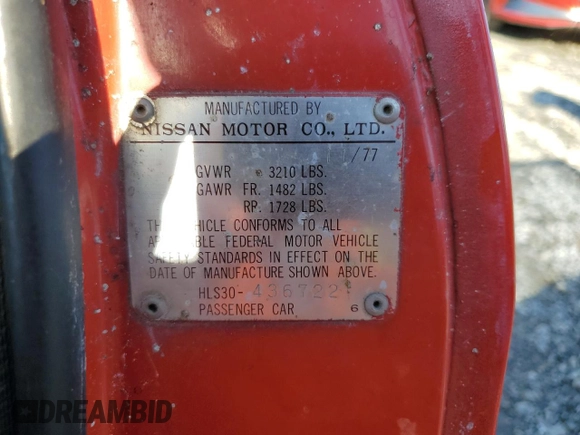 MANUFACTURED BY
NISSAN MOTOR CO., LTD.
/77
GVWR 3210 LBS.
GAWR FR. 1482 LBS.
RP. 1728 LBS.
VEHICLE CONFORMS TO ALL
FEDERAL MOTOR VEHICLE
SAFETY STANDARDS IN EFFECT ON THE
DATE OF MANUFACTURE SHOWN ABOVE.
HLS30-436722
PASSENGER CAR 6
DREAMBID